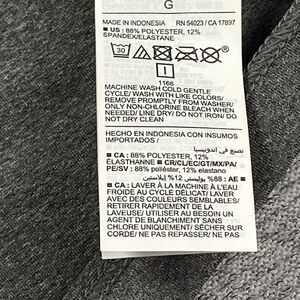 G
MADE IN INDONESIA RN 54023 / CA 17897
■ US : 88% POLYESTER, 12%
SPANDEX/ELASTANE
30
I
1166
MACHINE WASH COLD GENTLE
CYCLE/ WASH WITH LIKE COLORS/
REMOVE PROMPTLY FROM WASHER/
ONLY NON-CHLORINE BLEACH WHEN
NEEDED/ LINE DRY/ DO NOT IRON/ DO
NOT DRY CLEAN
HECHO EN INDONESIA CON INSUMOS
IMPORTADOS /
صنع في اندونيسيا
■ CA : 88% POLYESTER, 12%
ELASTHANNE ■ CR/CL/EC/GT/MX/PA/
PE/SV : 88% poliéster, 12% elastano
■ AE : 88% بوليستر, 12% إيلاستين
■ CA : LAVER À LA MACHINE À L'EAU
FROIDE AU CYCLE DÉLICAT/ LAVER
AVEC DES COULEURS SEMBLABLES/
RETIRER RAPIDEMENT DE LA
LAVEUSE/ UTILISER AU BESOIN UN
AGENT DE BLANCHIMENT SANS
CHLORE UNIQUEMENT/ SÉCHER SUR
CORDE/ NE PAS REPASSER/ NE PAS